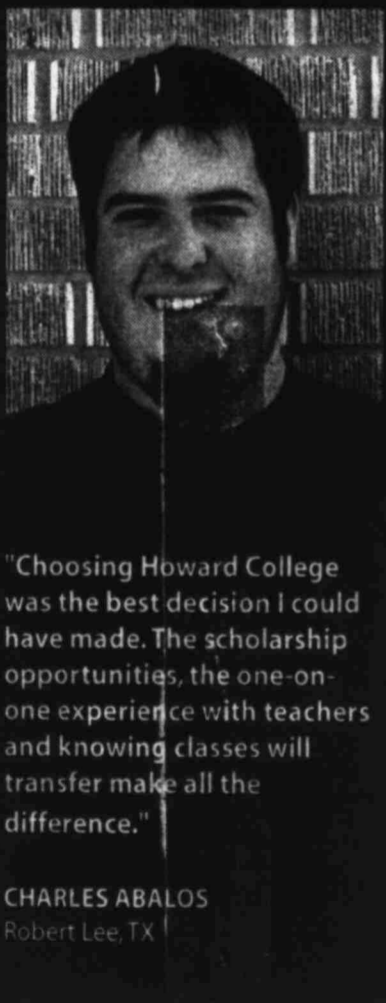 "Choosing Howard College
was the best decision I could
have made. The scholarship
opportunities, the one-on-
one experience with teachers
and knowing classes will
transfer make all the
difference."
CHARLES ABALOS
Robert Lee, TX